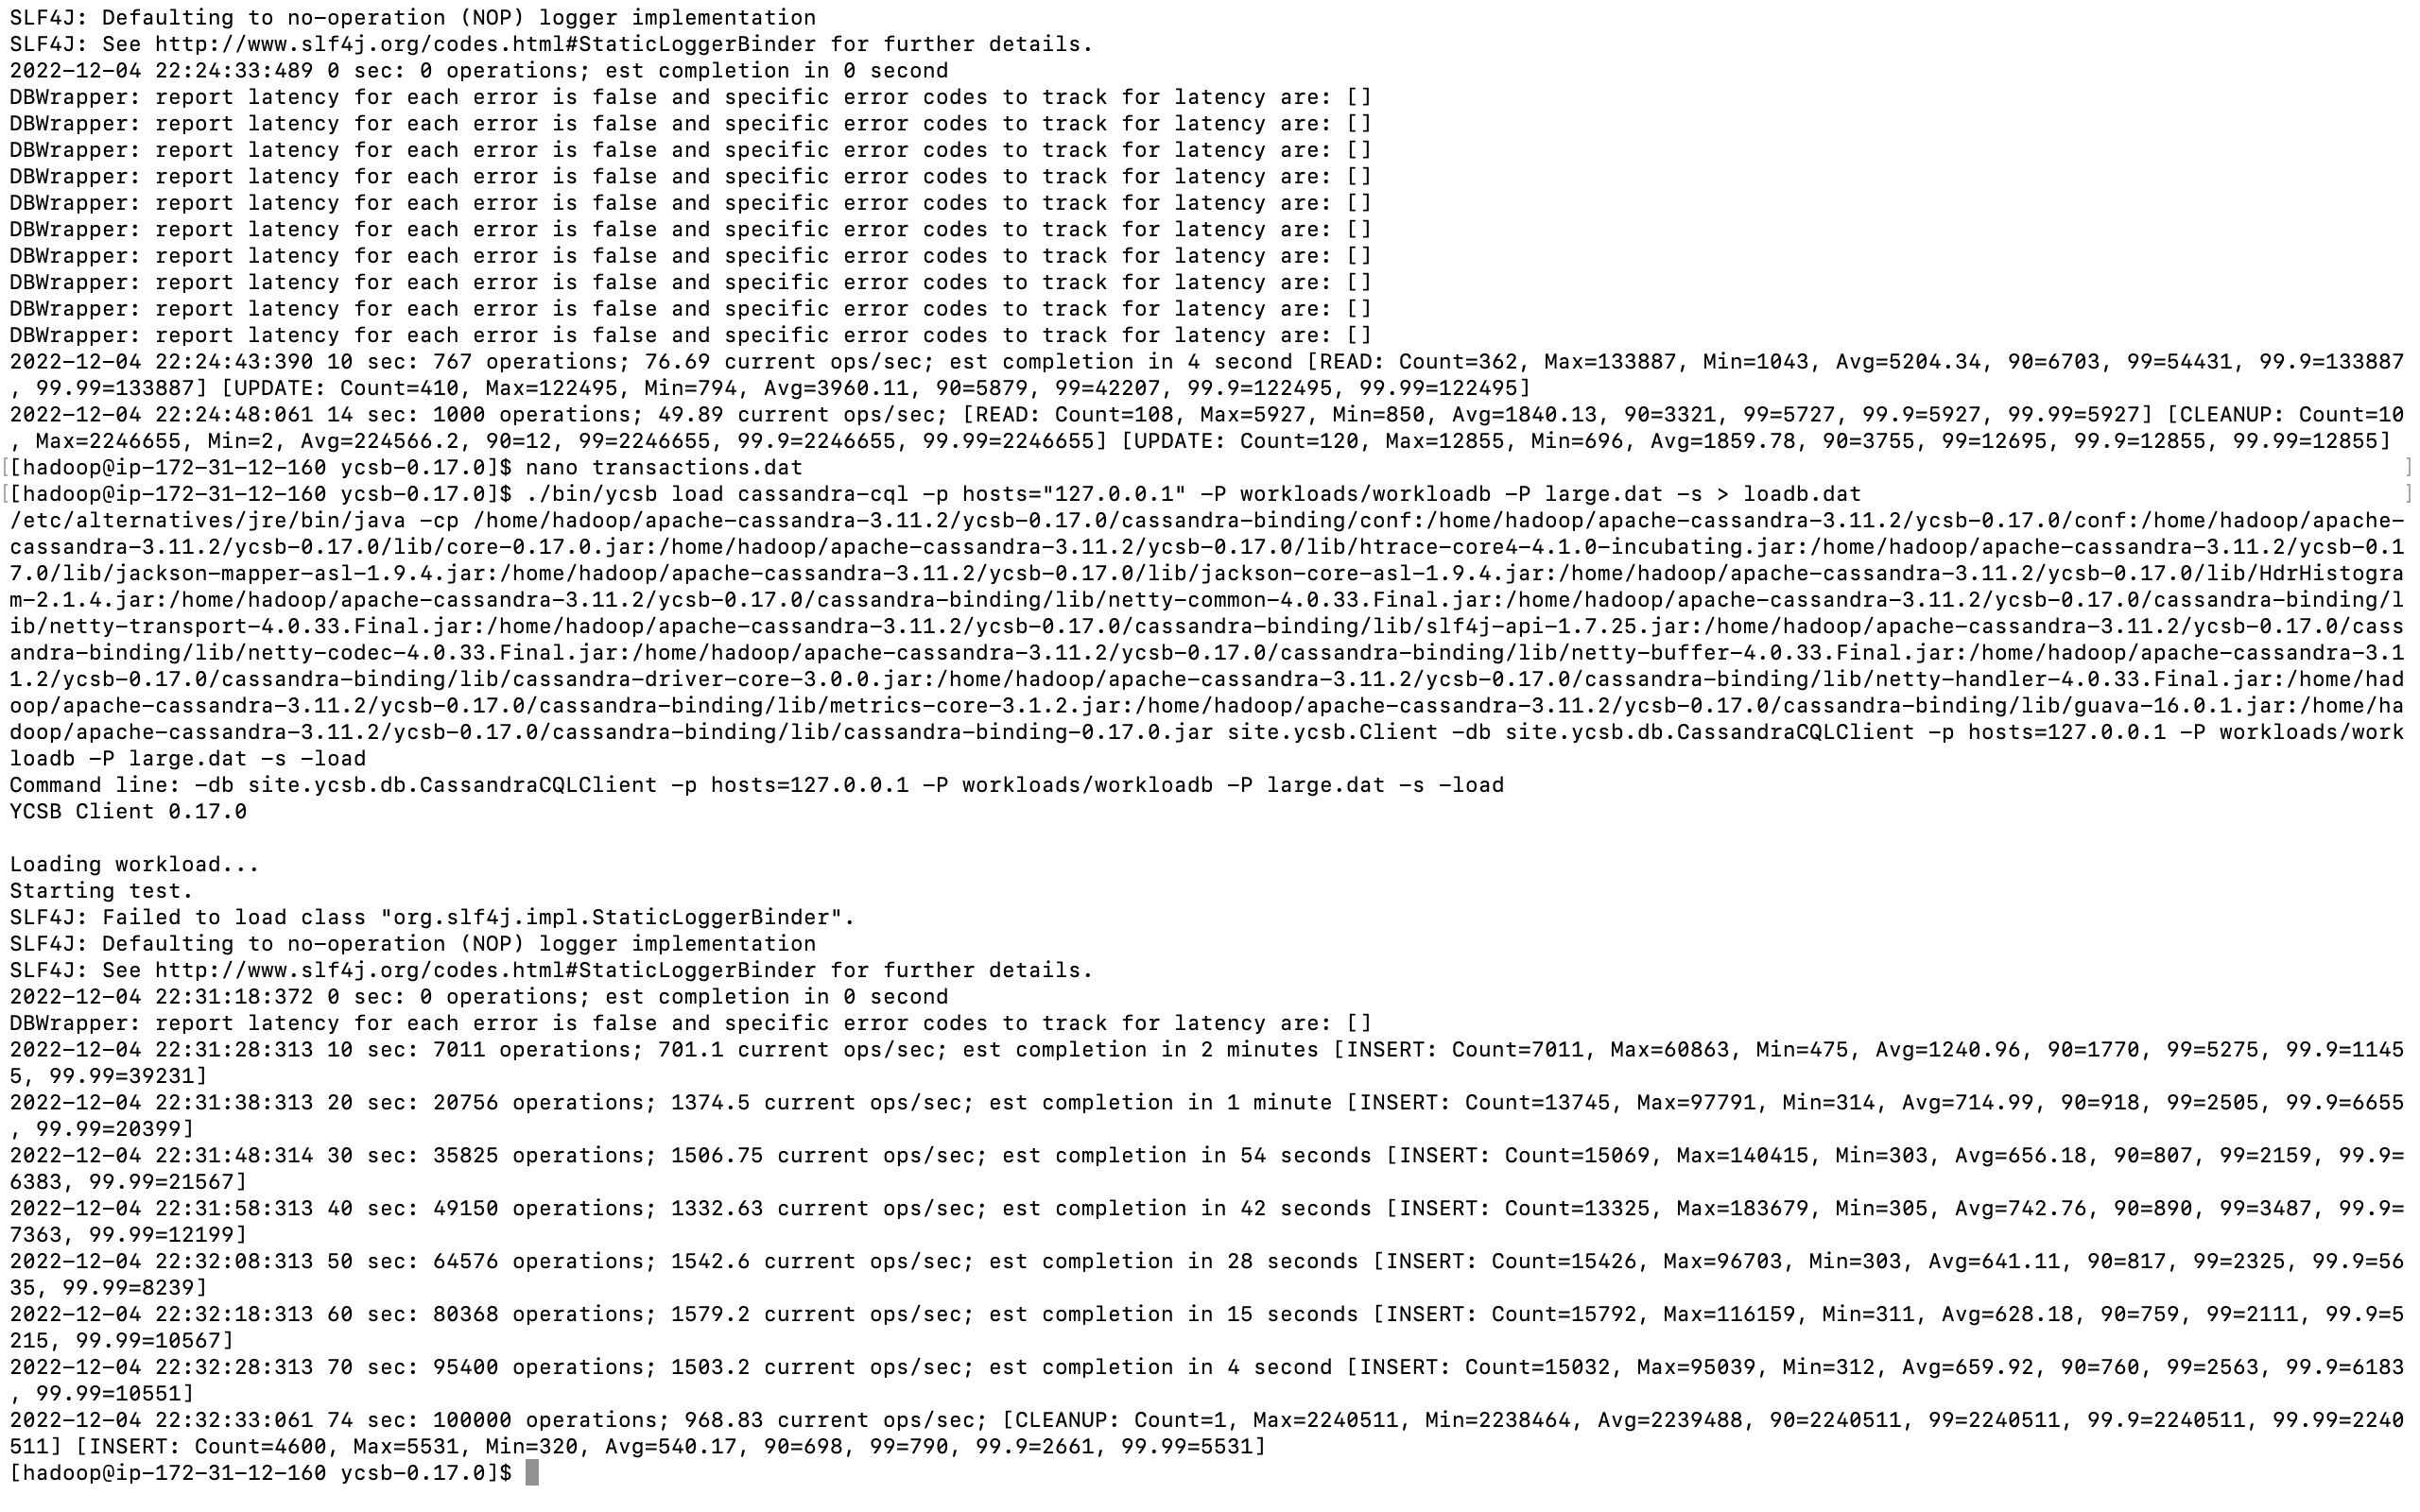 SLF4J: Defaulting to no-operation (NOP) logger implementation
SLF4J: See http://www.slf4j.org/codes.html#StaticLoggerBinder for further details.
2022-12-04 22:24:33:489 0 sec: 0 operations; est completion in 0 second
DBWrapper: report latency for each error is false and specific error codes to track for latency are: []
DBWrapper: report latency for each error is false and specific error codes to track for latency are: []
DBWrapper: report latency for each error is false and specific error codes to track for latency are: []
DBWrapper: report latency for each error is false and specific error codes to track for latency are: []
DBWrapper: report latency for each error is false and specific error codes to track for latency are: []
DBWrapper: report latency for each error is false and specific error codes to track for latency are: []
DBWrapper: report latency for each error is false and specific error codes to track for latency are: []
DBWrapper: report latency for each error is false and specific error codes to track for latency are: []
DBWrapper: report latency for each error is false and specific error codes to track for latency are: []
DBWrapper: report latency for each error is false and specific error codes to track for latency are: []
2022-12-04 22:24:43:390 10 sec: 767 operations; 76.69 current ops/sec; est completion in 4 second [READ: Count=362, Max=133887, Min=1043, Avg=5204.34, 90=6703, 99=54431, 99.9=133887
, 99.99=133887] [UPDATE: Count=410, Max=122495, Min=794, Avg=3960.11, 90=5879, 99=42207, 99.9=122495, 99.99=122495]
2022-12-04 22:24:48:061 14 sec: 1000 operations; 49.89 current ops/sec; [READ: Count=108, Max=5927, Min=850, Avg=1840.13, 90=3321, 99=5727, 99.9=5927, 99.99=5927] [CLEANUP: Count=10
, Max=2246655, Min=2, Avg=224566.2, 90=12, 99=2246655, 99.9=2246655, 99.99=2246655] [UPDATE: Count=120, Max=12855, Min=696, Avg=1859.78, 90=3755, 99=12695, 99.9=12855, 99.99=12855]
[[hadoop@ip-172-31-12-160 ycsb-0.17.0]$ nano transactions.dat ]
[[hadoop@ip-172-31-12-160 ycsb-0.17.0]$ ./bin/ycsb load cassandra-cql -p hosts="127.0.0.1" -P workloads/workloadb -P large.dat -s > loadb.dat ]
/etc/alternatives/jre/bin/java -cp /home/hadoop/apache-cassandra-3.11.2/ycsb-0.17.0/cassandra-binding/conf:/home/hadoop/apache-cassandra-3.11.2/ycsb-0.17.0/conf:/home/hadoop/apache-
cassandra-3.11.2/ycsb-0.17.0/lib/core-0.17.0.jar:/home/hadoop/apache-cassandra-3.11.2/ycsb-0.17.0/lib/htrace-core4-4.1.0-incubating.jar:/home/hadoop/apache-cassandra-3.11.2/ycsb-0.1
7.0/lib/jackson-mapper-asl-1.9.4.jar:/home/hadoop/apache-cassandra-3.11.2/ycsb-0.17.0/lib/jackson-core-asl-1.9.4.jar:/home/hadoop/apache-cassandra-3.11.2/ycsb-0.17.0/lib/HdrHistogra
m-2.1.4.jar:/home/hadoop/apache-cassandra-3.11.2/ycsb-0.17.0/cassandra-binding/lib/netty-common-4.0.33.Final.jar:/home/hadoop/apache-cassandra-3.11.2/ycsb-0.17.0/cassandra-binding/l
ib/netty-transport-4.0.33.Final.jar:/home/hadoop/apache-cassandra-3.11.2/ycsb-0.17.0/cassandra-binding/lib/slf4j-api-1.7.25.jar:/home/hadoop/apache-cassandra-3.11.2/ycsb-0.17.0/cass
andra-binding/lib/netty-codec-4.0.33.Final.jar:/home/hadoop/apache-cassandra-3.11.2/ycsb-0.17.0/cassandra-binding/lib/netty-buffer-4.0.33.Final.jar:/home/hadoop/apache-cassandra-3.1
1.2/ycsb-0.17.0/cassandra-binding/lib/cassandra-driver-core-3.0.0.jar:/home/hadoop/apache-cassandra-3.11.2/ycsb-0.17.0/cassandra-binding/lib/netty-handler-4.0.33.Final.jar:/home/had
oop/apache-cassandra-3.11.2/ycsb-0.17.0/cassandra-binding/lib/metrics-core-3.1.2.jar:/home/hadoop/apache-cassandra-3.11.2/ycsb-0.17.0/cassandra-binding/lib/guava-16.0.1.jar:/home/ha
doop/apache-cassandra-3.11.2/ycsb-0.17.0/cassandra-binding/lib/cassandra-binding-0.17.0.jar site.ycsb.Client -db site.ycsb.db.CassandraCQLClient -p hosts=127.0.0.1 -P workloads/work
loadb -P large.dat -s -load
Command line: -db site.ycsb.db.CassandraCQLClient -p hosts=127.0.0.1 -P workloads/workloadb -P large.dat -s -load
YCSB Client 0.17.0

Loading workload...
Starting test.
SLF4J: Failed to load class "org.slf4j.impl.StaticLoggerBinder".
SLF4J: Defaulting to no-operation (NOP) logger implementation
SLF4J: See http://www.slf4j.org/codes.html#StaticLoggerBinder for further details.
2022-12-04 22:31:18:372 0 sec: 0 operations; est completion in 0 second
DBWrapper: report latency for each error is false and specific error codes to track for latency are: []
2022-12-04 22:31:28:313 10 sec: 7011 operations; 701.1 current ops/sec; est completion in 2 minutes [INSERT: Count=7011, Max=60863, Min=475, Avg=1240.96, 90=1770, 99=5275, 99.9=1145
5, 99.99=39231]
2022-12-04 22:31:38:313 20 sec: 20756 operations; 1374.5 current ops/sec; est completion in 1 minute [INSERT: Count=13745, Max=97791, Min=314, Avg=714.99, 90=918, 99=2505, 99.9=6655
, 99.99=20399]
2022-12-04 22:31:48:314 30 sec: 35825 operations; 1506.75 current ops/sec; est completion in 54 seconds [INSERT: Count=15069, Max=140415, Min=303, Avg=656.18, 90=807, 99=2159, 99.9=
6383, 99.99=21567]
2022-12-04 22:31:58:313 40 sec: 49150 operations; 1332.63 current ops/sec; est completion in 42 seconds [INSERT: Count=13325, Max=183679, Min=305, Avg=742.76, 90=890, 99=3487, 99.9=
7363, 99.99=12199]
2022-12-04 22:32:08:313 50 sec: 64576 operations; 1542.6 current ops/sec; est completion in 28 seconds [INSERT: Count=15426, Max=96703, Min=303, Avg=641.11, 90=817, 99=2325, 99.9=56
35, 99.99=8239]
2022-12-04 22:32:18:313 60 sec: 80368 operations; 1579.2 current ops/sec; est completion in 15 seconds [INSERT: Count=15792, Max=116159, Min=311, Avg=628.18, 90=759, 99=2111, 99.9=5
215, 99.99=10567]
2022-12-04 22:32:28:313 70 sec: 95400 operations; 1503.2 current ops/sec; est completion in 4 second [INSERT: Count=15032, Max=95039, Min=312, Avg=659.92, 90=760, 99=2563, 99.9=6183
, 99.99=10551]
2022-12-04 22:32:33:061 74 sec: 100000 operations; 968.83 current ops/sec; [CLEANUP: Count=1, Max=2240511, Min=2238464, Avg=2239488, 90=2240511, 99=2240511, 99.9=2240511, 99.99=2240
511] [INSERT: Count=4600, Max=5531, Min=320, Avg=540.17, 90=698, 99=790, 99.9=2661, 99.99=5531]
[hadoop@ip-172-31-12-160 ycsb-0.17.0]$